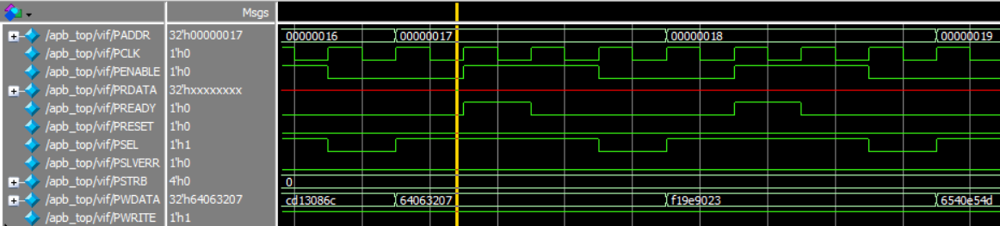 Msgs
/apb_top/vif/PADDR 32'h00000017 00000016 00000017 00000018 00000019
/apb_top/vif/PCLK 1'h0
/apb_top/vif/PENABLE 1'h0
/apb_top/vif/PRDATA 32'hxxxxxxxx
/apb_top/vif/PREADY 1'h0
/apb_top/vif/PRESET 1'h0
/apb_top/vif/PSEL 1'h1
/apb_top/vif/PSLVERR 1'h0
/apb_top/vif/PSTRB 4'h0 0
/apb_top/vif/PWDATA 32'h64063207 cd13086c 64063207 f19e9023 6540e54d
/apb_top/vif/PWRITE 1'h1